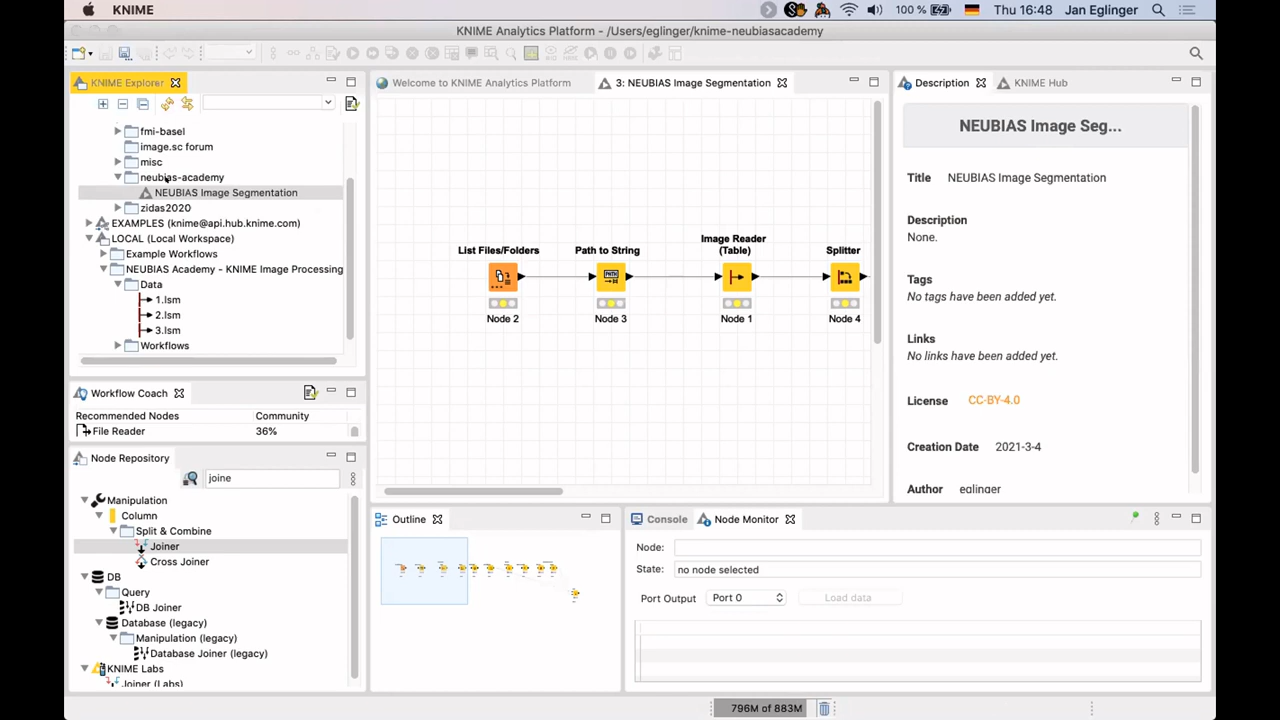 KNIME
100 %
Thu 16:48
Jan Eglinger
KNIME Analytics Platform - /Users/eglinger/knime-neubiasacademy
KNIME Explorer
fmi-basel
image.sc forum
misc
neubias-academy
NEUBIAS Image Segmentation
zidas2020
EXAMPLES (knime@api.hub.knime.com)
LOCAL (Local Workspace)
Example Workflows
NEUBIAS Academy - KNIME Image Processing
Data
1.lsm
2.lsm
3.lsm
Workflows
Workflow Coach
Recommended Nodes
Community
File Reader
36%
Node Repository
joine
Manipulation
Column
Split & Combine
Joiner
Cross Joiner
DB
Query
DB Joiner
Database (legacy)
Manipulation (legacy)
Database Joiner (legacy)
KNIME Labs
Joiner (Labs)
Welcome to KNIME Analytics Platform
3: NEUBIAS Image Segmentation
List Files/Folders
Path to String
Image Reader
(Table)
Splitter
PATH
Node 2
Node 3
Node 1
Node 4
Outline
Console
Node Monitor
Node:
State:
no node selected
Port Output
Port 0
Load data
Description
KNIME Hub
NEUBIAS Image Seg...
Title
NEUBIAS Image Segmentation
Description
None.
Tags
No tags have been added yet.
Links
No links have been added yet.
License
CC-BY-4.0
Creation Date
2021-3-4
Author
eglinger
796M of 883M